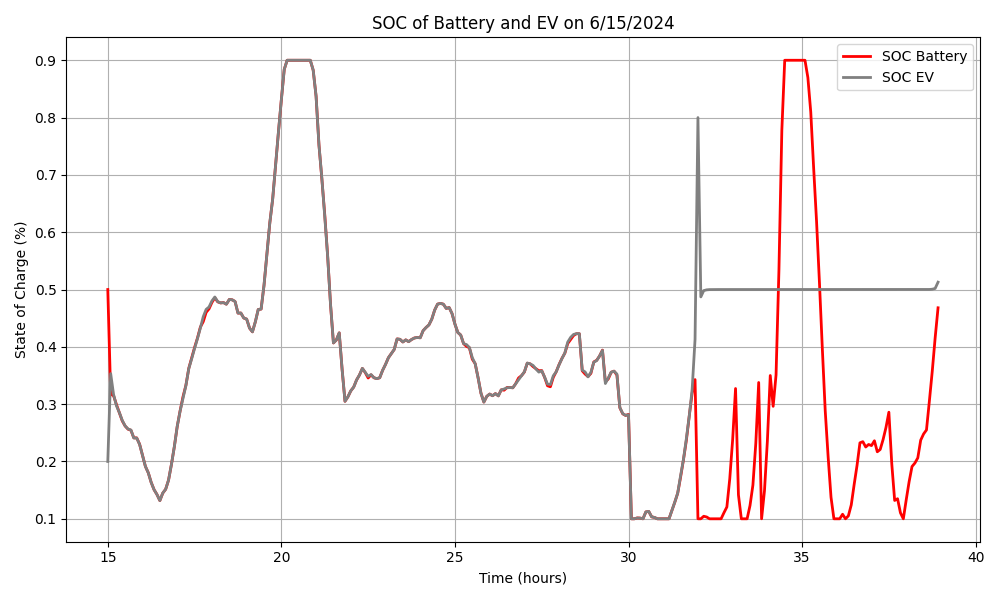 SOC of Battery and EV on 6/15/2024
SOC Battery
SOC EV
State of Charge (%)
0.9
0.8
0.7
0.6
0.5
0.4
0.3
0.2
0.1
15 20 25 30 35 40
Time (hours)